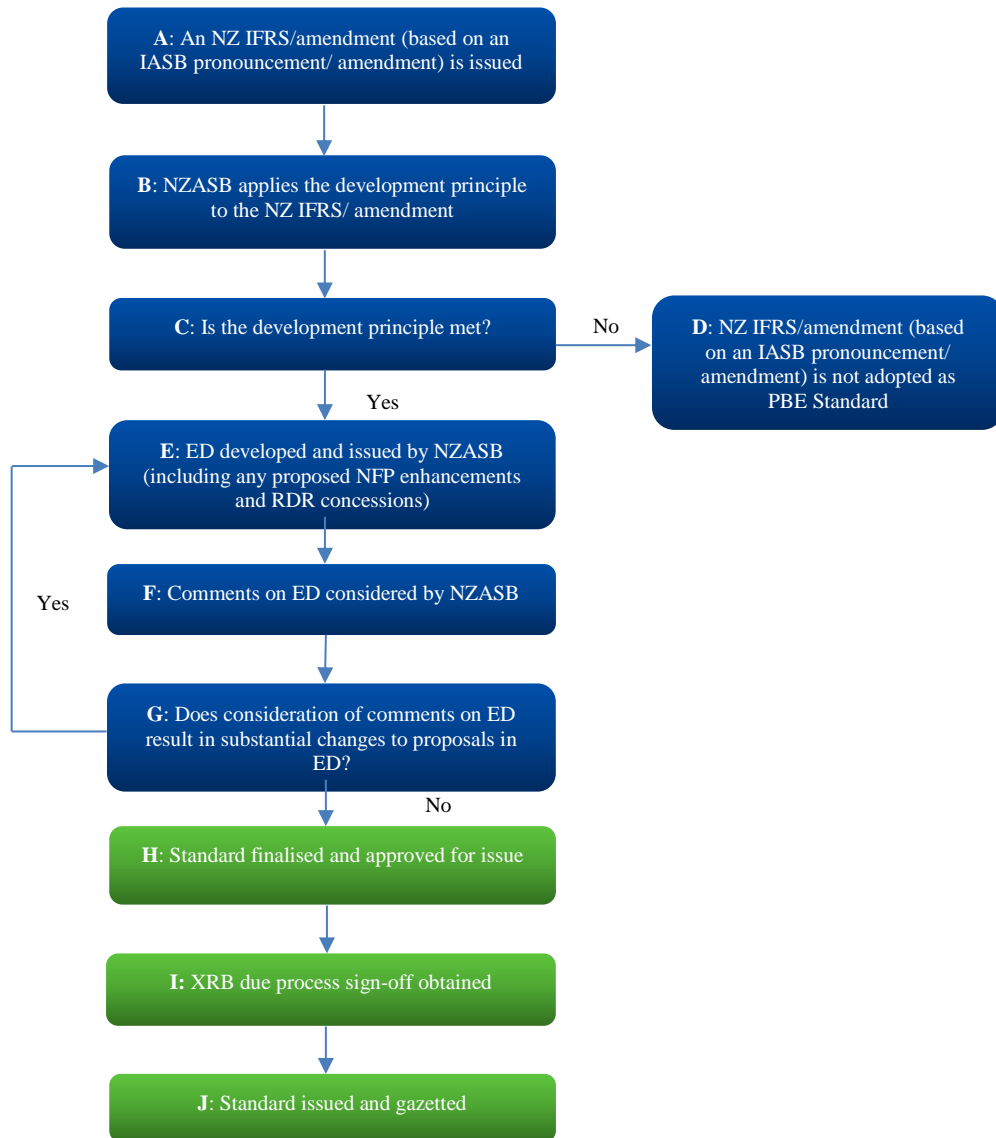 A: An NZ IFRS/amendment (based on an
IASB pronouncement/ amendment) is issued
B: NZASB applies the development principle
to the NZ IFRS/ amendment
C: Is the development principle met?
No
D: NZ IFRS/amendment (based
on an IASB pronouncement/
amendment) is not adopted as
PBE Standard
Yes
E: ED developed and issued by NZASB
(including any proposed NFP enhancements
and RDR concessions)
F: Comments on ED considered by NZASB
Yes
G: Does consideration of comments on ED
result in substantial changes to proposals in
ED?
No
H: Standard finalised and approved for issue
I: XRB due process sign-off obtained
J: Standard issued and gazetted